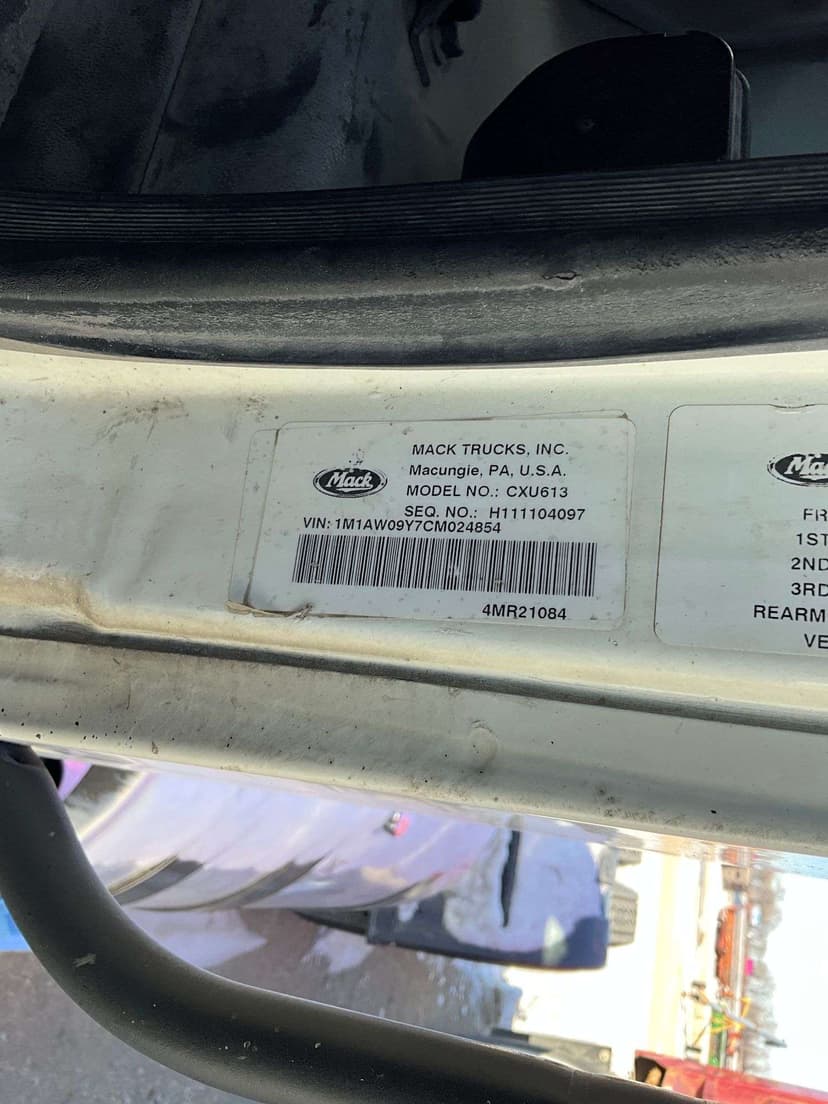 MACK TRUCKS, INC.
Macungie, PA, U.S.A.
Mack
MODEL NO.: CXU613
SEQ. NO.: H111104097
VIN: 1M1AW09Y7CM024854
4MR21084
Mack
FR
1ST
2ND
3RD
REARM
VE